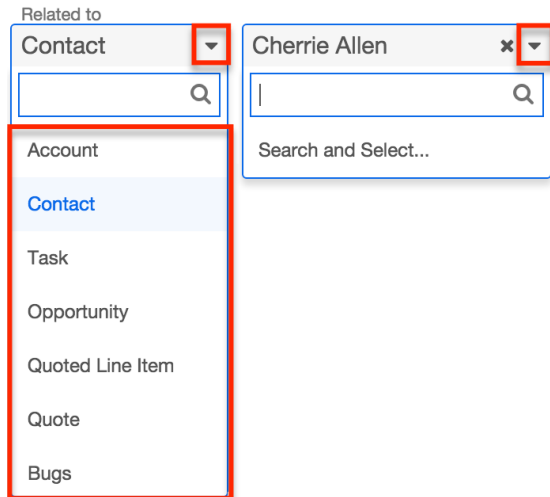 Related to
Contact
Cherrie Allen
Search and Select...
Account
Contact
Task
Opportunity
Quoted Line Item
Quote
Bugs